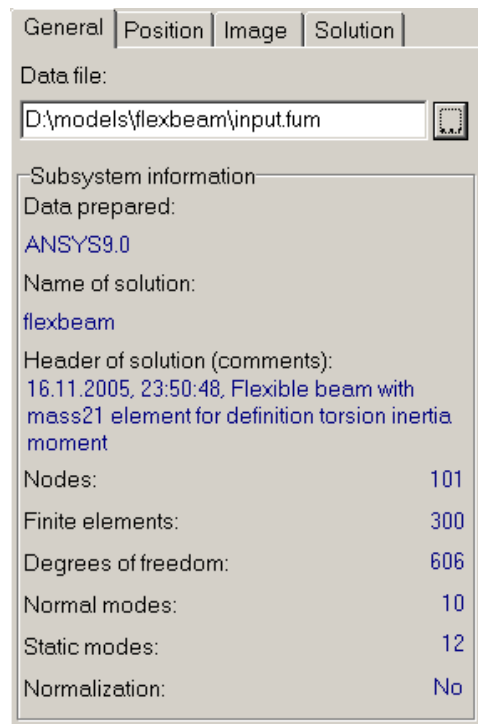 General Position Image Solution
Data file:
D:\models\flexbeam\input.fum
Subsystem information
Data prepared:
ANSYS9.0
Name of solution:
flexbeam
Header of solution (comments):
16.11.2005, 23:50:48, Flexible beam with
mass21 element for definition torsion inertia
moment
Nodes: 101
Finite elements: 300
Degrees of freedom: 606
Normal modes: 10
Static modes: 12
Normalization: No